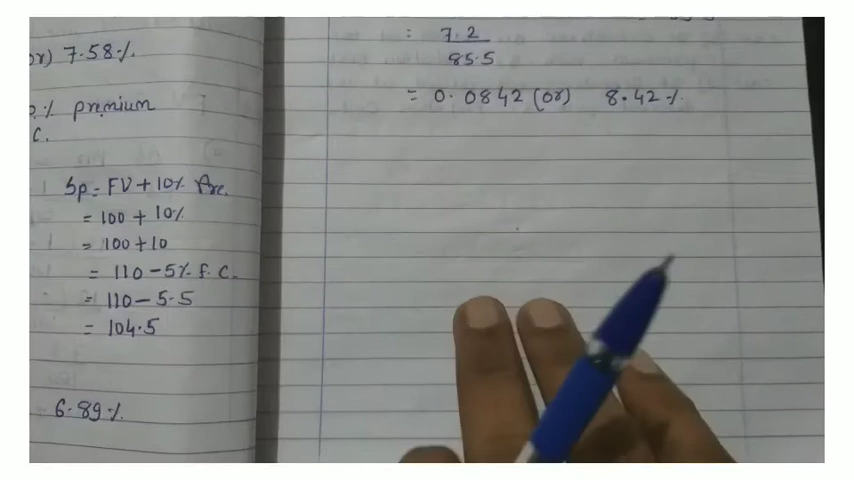 or) 7.58%
% premium
C.
Sp = FV + 10% Pre.
= 100 + 10%
= 100 + 10
= 110 - 5% f.C.
= 110 - 5.5
= 104.5
6.89%
= 7.2
85.5
= 0.0842 (or) 8.42%